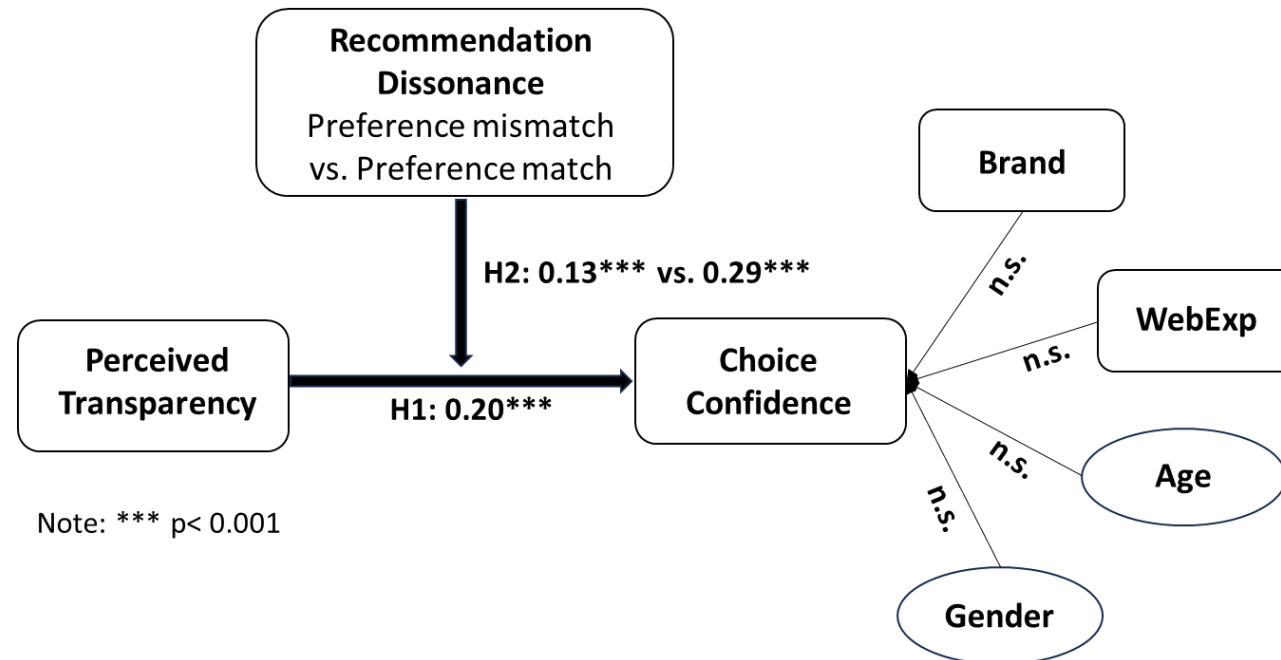 Recommendation
Dissonance
Preference mismatch
vs. Preference match
Brand
n.s.
H2: 0.13*** vs. 0.29***
WebExp
n.s.
Perceived
Transparency
H1: 0.20***
Choice
Confidence
n.s.
Age
n.s.
Note: *** p< 0.001
Gender